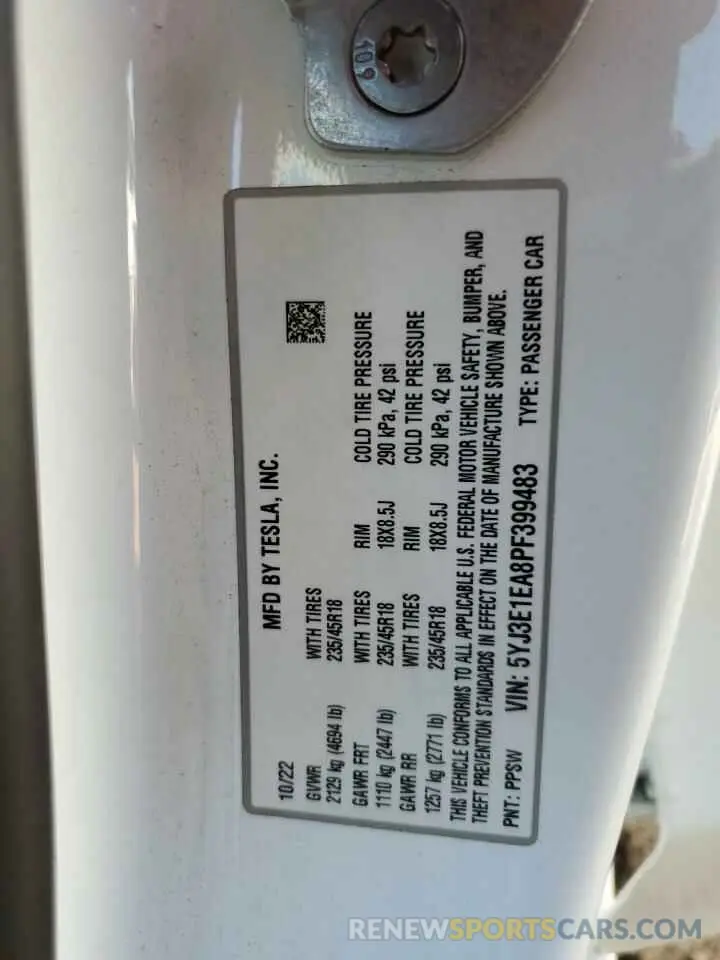 109
MFD BY TESLA, INC.
10/22
GVWR WITH TIRES
2129 kg (4694 lb) 235/45R18
GAWR FRT WITH TIRES RIM COLD TIRE PRESSURE
1110 kg (2447 lb) 235/45R18 18X8.5J 290 kPa, 42 psi
GAWR RR WITH TIRES RIM COLD TIRE PRESSURE
1257 kg (2771 lb) 235/45R18 18X8.5J 290 kPa, 42 psi
THIS VEHICLE CONFORMS TO ALL APPLICABLE U.S. FEDERAL MOTOR VEHICLE SAFETY, BUMPER, AND
THEFT PREVENTION STANDARDS IN EFFECT ON THE DATE OF MANUFACTURE SHOWN ABOVE.
PNT: PPSW VIN: 5YJ3E1EA8PF399483 TYPE: PASSENGER CAR
RENEWSPORTSCARS.COM